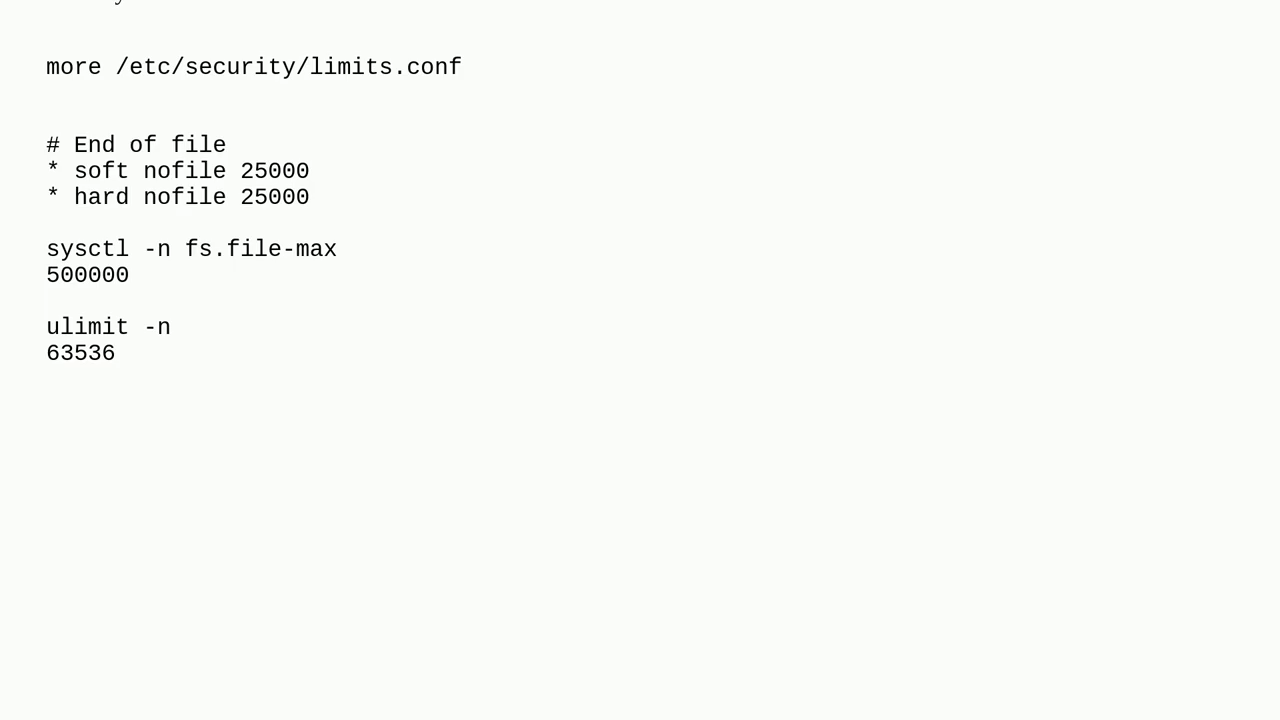 more /etc/security/limits.conf
# End of file
* soft nofile 25000
* hard nofile 25000
sysctl -n fs.file-max
500000
ulimit -n
63536